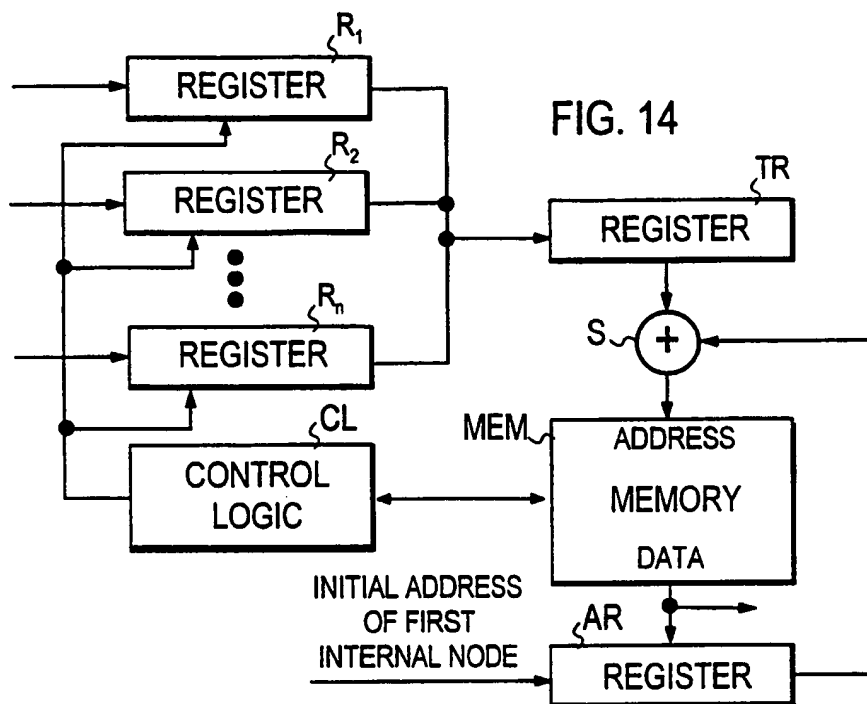 R1
REGISTER
FIG. 14
R2
REGISTER
TR
REGISTER
Rn
REGISTER
S
+
CL
CONTROL
LOGIC
MEM
ADDRESS
MEMORY
DATA
INITIAL ADDRESS
OF FIRST
INTERNAL NODE
AR
REGISTER